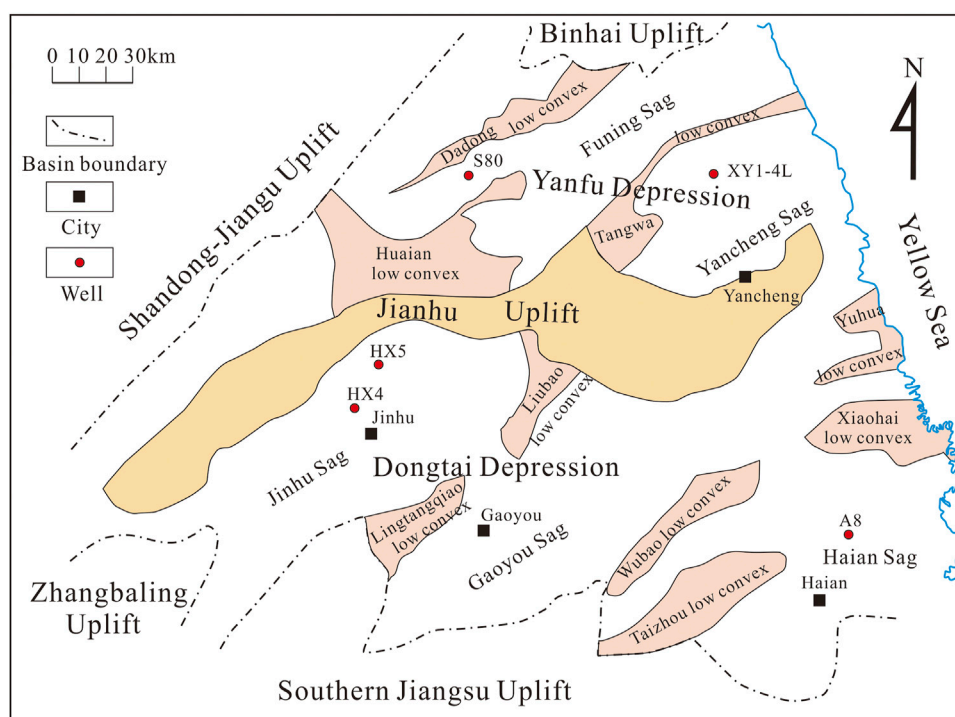 Binhai Uplift
0 10 20 30km
N
Basin boundary
City
Well
Shandong-Jiangsu Uplift
Dadong
low convex
Funing Sag
low convex
S80
XY1-4L
Yanfu Depression
Tangwa
Yancheng Sag
Yellow Sea
Huaian
low convex
Yancheng
Jianhu Uplift
Yuhua
low convex
HX5
HX4
Jinhu
Liubao
low convex
Xiaohai
low convex
Jinhu Sag
Dongtai Depression
Lingtangqiao
low convex
Gaoyou
Gaoyou Sag
Wubao low convex
A8
Haian Sag
Haian
Zhangbaling
Uplift
Taizhou low convex
Southern Jiangsu Uplift